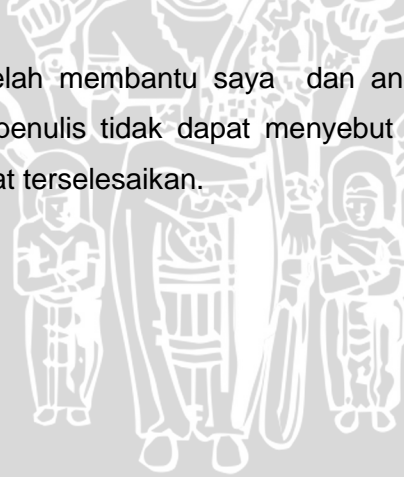 elah membantu saya dan an
penulis tidak dapat menyebut
at terselesaikan.